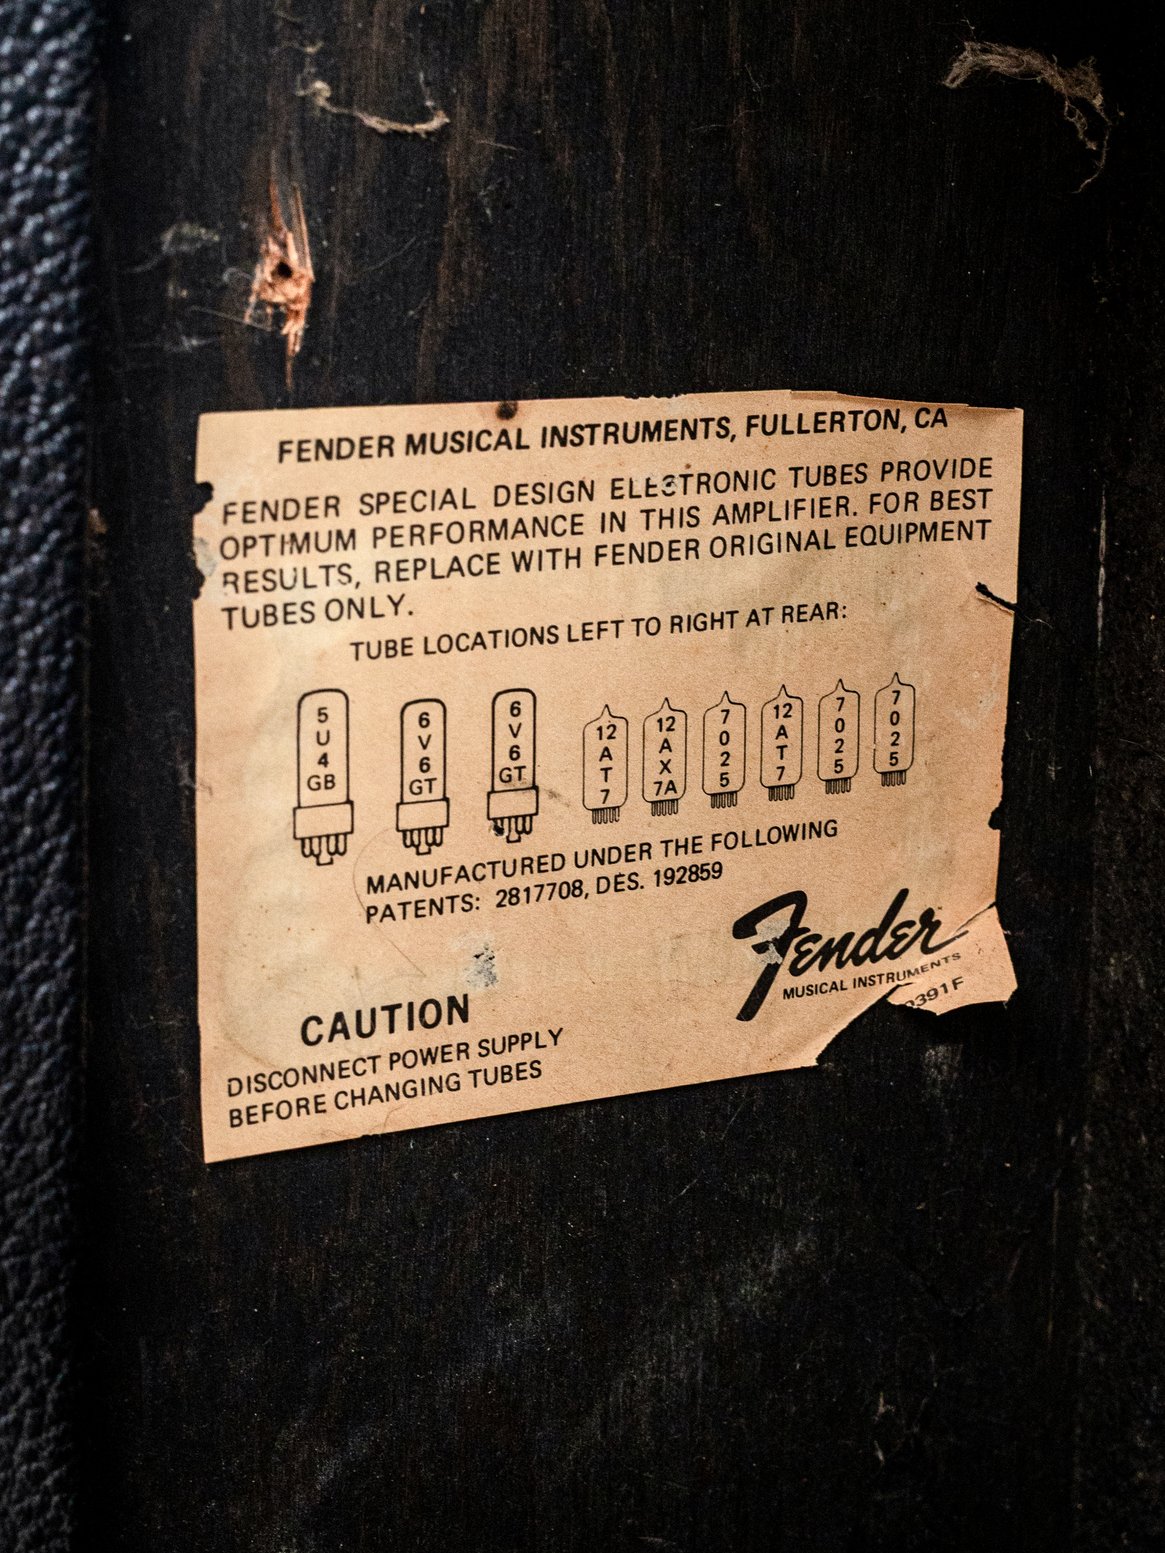 FENDER MUSICAL INSTRUMENTS, FULLERTON, CA
FENDER SPECIAL DESIGN ELECTRONIC TUBES PROVIDE
OPTIMUM PERFORMANCE IN THIS AMPLIFIER. FOR BEST
RESULTS, REPLACE WITH FENDER ORIGINAL EQUIPMENT
TUBES ONLY.
TUBE LOCATIONS LEFT TO RIGHT AT REAR:
5U4GB 6V6GT 6V6GT 12AT7 12AX7A 7025 12AT7 7025 7025
MANUFACTURED UNDER THE FOLLOWING
PATENTS: 2817708, DES. 192859
Fender
MUSICAL INSTRUMENTS
CAUTION
DISCONNECT POWER SUPPLY
BEFORE CHANGING TUBES